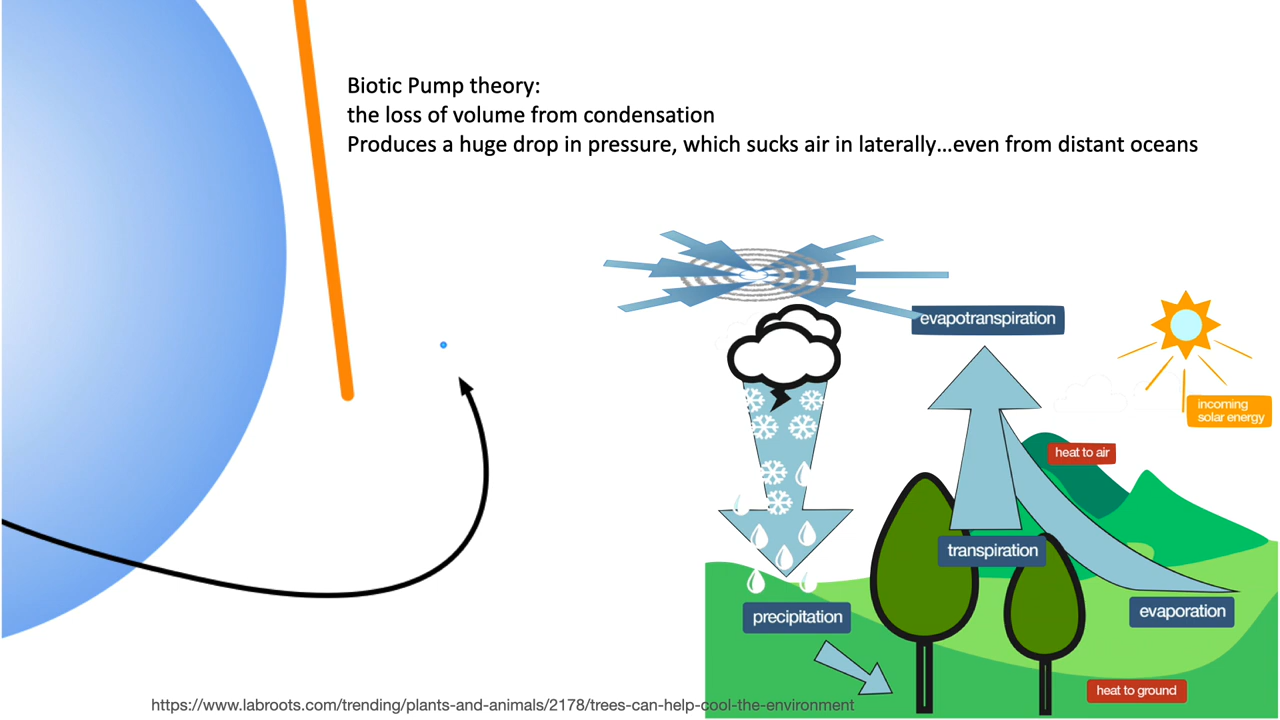 Biotic Pump theory:
the loss of volume from condensation
Produces a huge drop in pressure, which sucks air in laterally…even from distant oceans
evapotranspiration
incoming
solar energy
heat to air
transpiration
evaporation
precipitation
heat to ground
https://www.labroots.com/trending/plants-and-animals/2178/trees-can-help-cool-the-environment